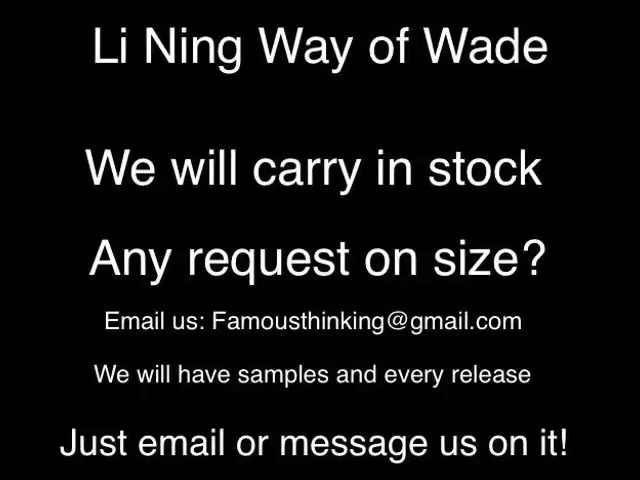 Li Ning Way of Wade
We will carry in stock
Any request on size?
Email us: Famousthinking@gmail.com
We will have samples and every release
Just email or message us on it!